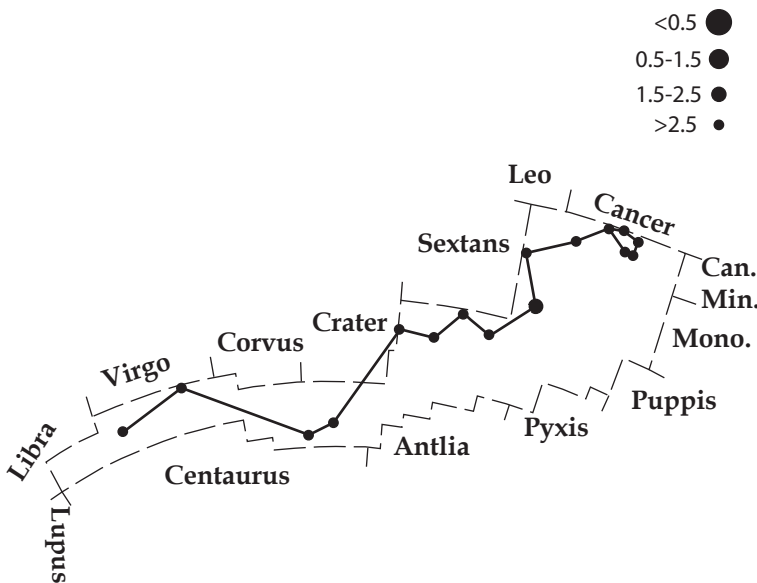 <0.5
0.5-1.5
1.5-2.5
>2.5
Leo
Cancer
Sextans
Can.
Min.
Mono.
Crater
Corvus
Virgo
Puppis
Pyxis
Antlia
Libra
Centaurus
Lupus